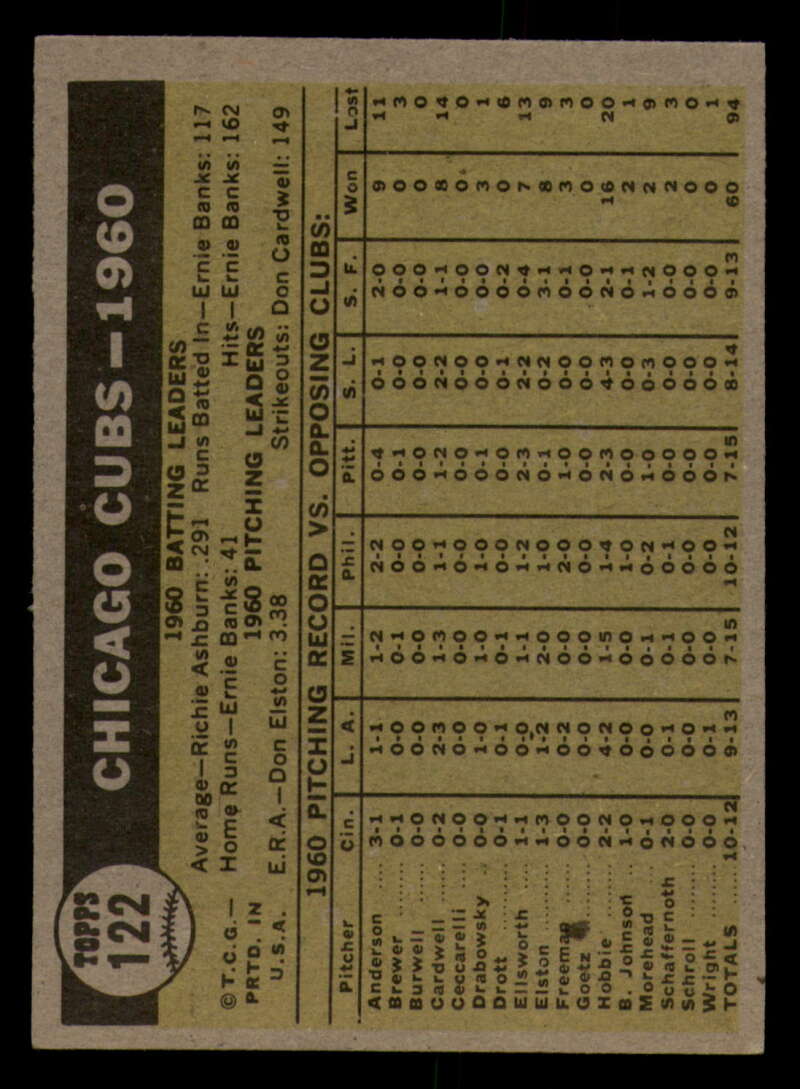 TOPPS
122
CHICAGO CUBS—1960
©T.C.G.—
PRTD. IN
U.S.A.
1960 BATTING LEADERS
Average—Richie Ashburn: .291 Runs Batted In—Ernie Banks: 117
Home Runs—Ernie Banks: 41 Hits—Ernie Banks: 162
1960 PITCHING LEADERS
E.R.A.—Don Elston: 3.38 Strikeouts: Don Cardwell: 149
1960 PITCHING RECORD VS. OPPOSING CLUBS:
Pitcher Cin. L. A. Mil. Phil. Pitt. S. L. S. F. Won Lost
Anderson .... 3-1 1-1 1-2 2-2 0-4 0-1 2-0 9 11
Brewer ........ 0-1 0-0 0-1 0-0 0-1 0-0 0-0 0 3
Burwell ...... 0-0 0-0 0-0 0-0 0-0 0-0 0-0 0 0
Cardwell .... 0-2 2-3 1-3 1-1 1-2 2-2 1-1 8 14
Ceccarelli ... 0-0 0-0 0-0 0-0 0-0 0-0 0-0 0 0
Drabowsky .. 0-0 1-0 1-0 1-0 0-1 0-0 0-0 3 1
Drott .......... 0-1 0-1 0-1 0-0 0-0 0-1 0-2 0 6
Ellsworth .... 1-1 0-0 1-1 1-2 2-3 2-2 0-4 7 13
Elston ........ 1-3 1-2 2-0 1-0 0-1 0-2 3-1 8 9
Freeman ..... 0-0 0-2 0-0 2-0 1-0 0-0 0-1 3 3
Goetz ........ 0-0 0-0 0-0 0-0 0-0 0-0 0-0 0 0
Hobbie ....... 2-2 4-2 1-5 1-4 2-3 4-3 2-1 16 20
B. Johnson .. 1-0 0-0 0-0 1-0 0-0 0-0 0-1 2 1
Morehead .... 0-1 0-0 0-1 0-2 1-0 0-3 1-2 2 9
Schaffernoth 2-0 0-1 0-1 0-1 0-0 0-0 0-0 2 3
Schroll ....... 0-0 0-0 0-0 0-0 0-0 0-0 0-0 0 0
Wright ........ 0-0 0-1 0-0 0-0 0-0 0-0 0-0 0 1
TOTALS ...... 10-12 9-13 7-15 10-12 7-15 8-14 9-13 60 94